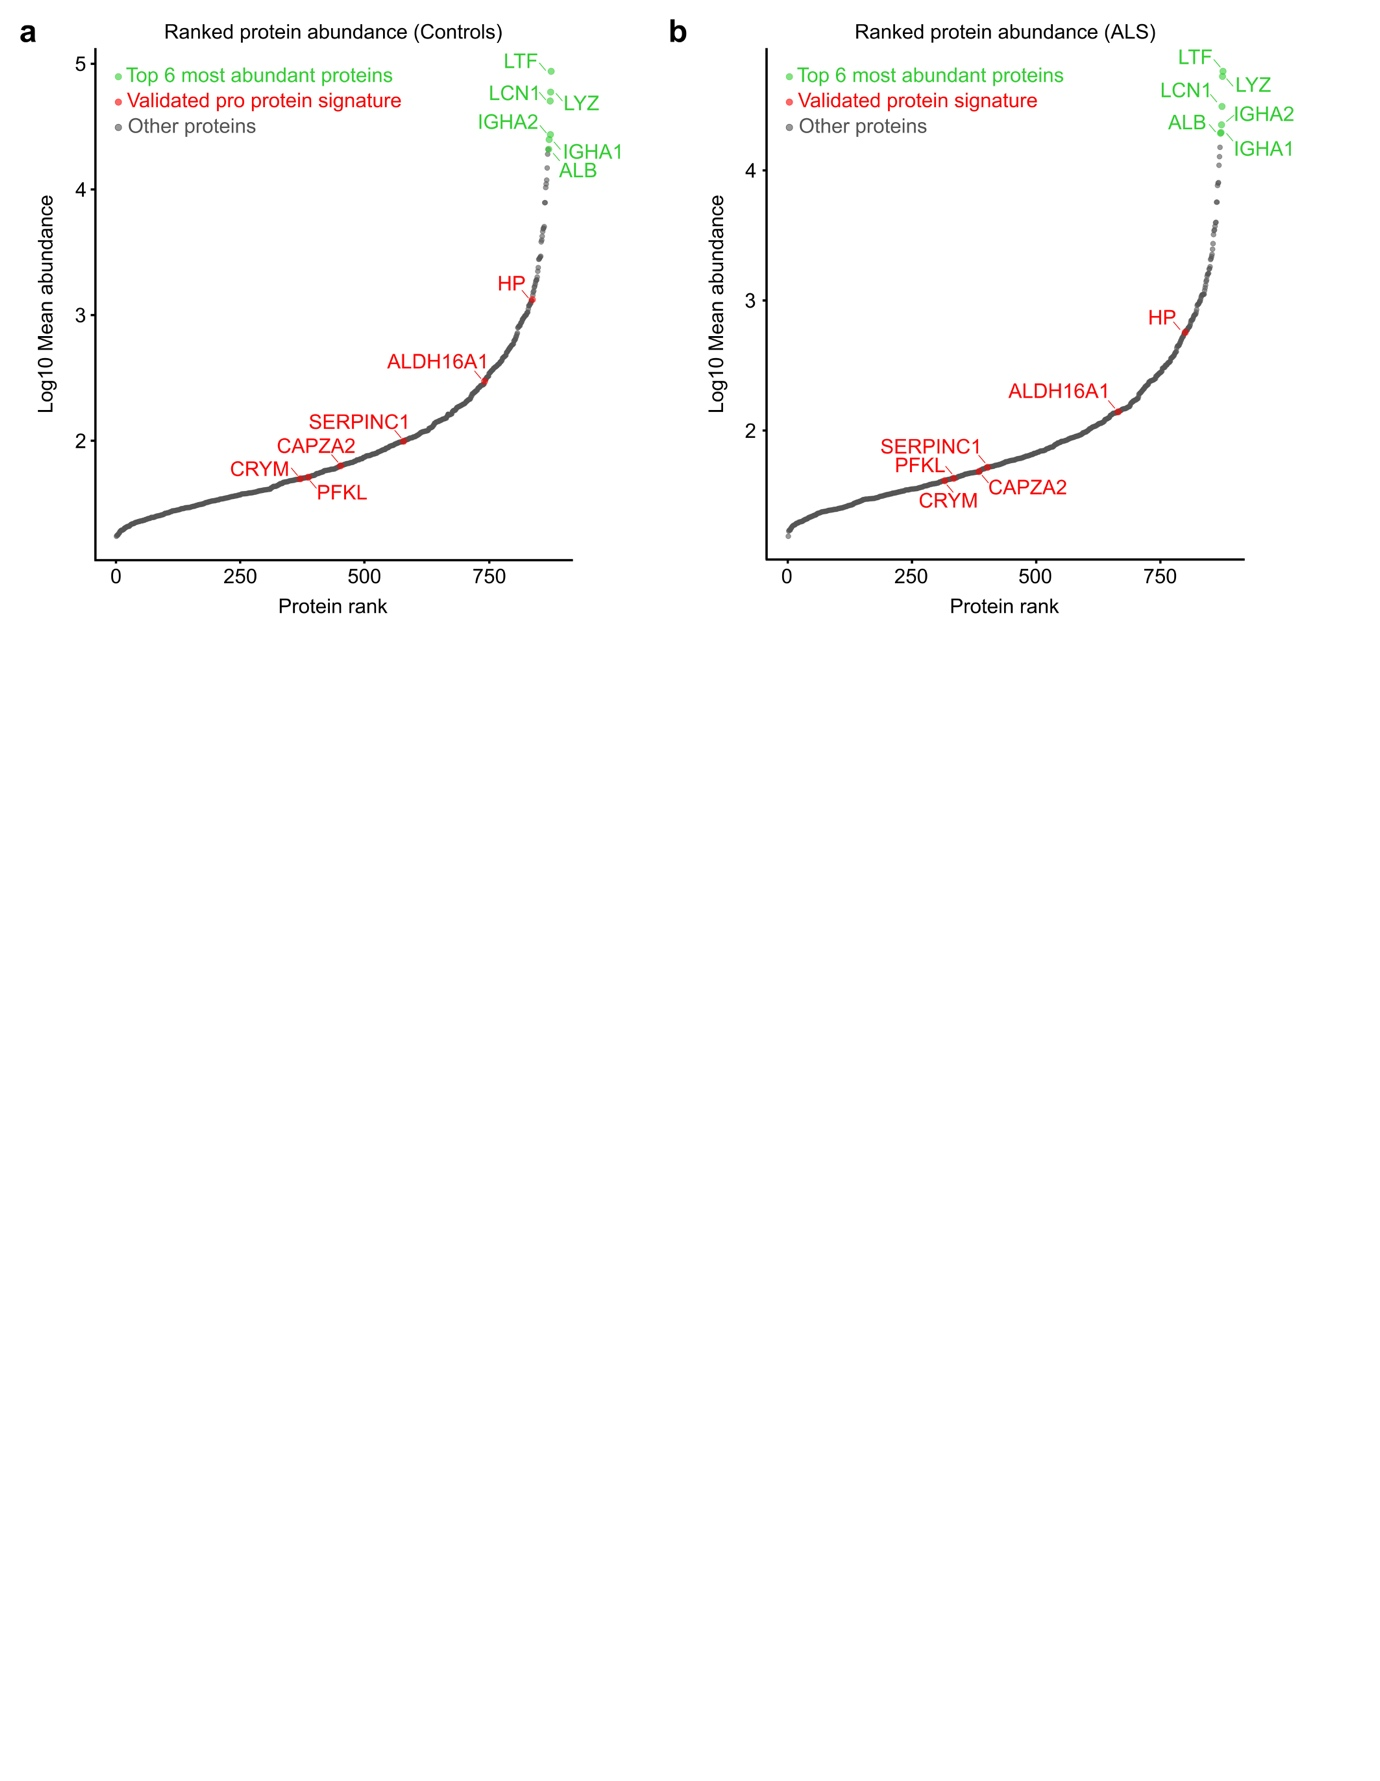 a
Ranked protein abundance (Controls)
Top 6 most abundant proteins
Validated pro protein signature
Other proteins
LTF
LCN1
LYZ
IGHA2
IGHA1
ALB
HP
ALDH16A1
SERPINC1
CAPZA2
CRYM
PFKL
5
4
3
2
Log10 Mean abundance
0 250 500 750
Protein rank
b
Ranked protein abundance (ALS)
Top 6 most abundant proteins
Validated pro protein signature
Other proteins
LTF
LYZ
LCN1
IGHA2
ALB
IGHA1
HP
ALDH16A1
SERPINC1
PFKL
CAPZA2
CRYM
4
3
2
Log10 Mean abundance
0 250 500 750
Protein rank